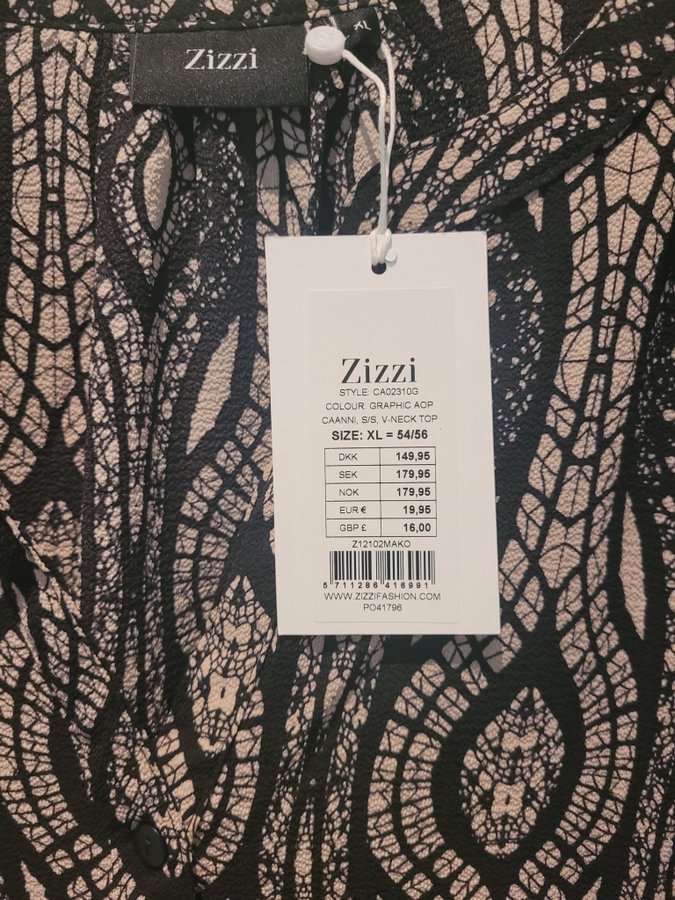 Zizzi
XL
Zizzi
STYLE: CA02310G
COLOUR: GRAPHIC AOP
CAANNI, S/S, V-NECK TOP
SIZE: XL = 54/56
DKK 149,95
SEK 179,95
NOK 179,95
EUR € 19,95
GBP £ 16,00
Z12102MAKO
5 711286 416991
WWW.ZIZZIFASHION.COM
PO41796